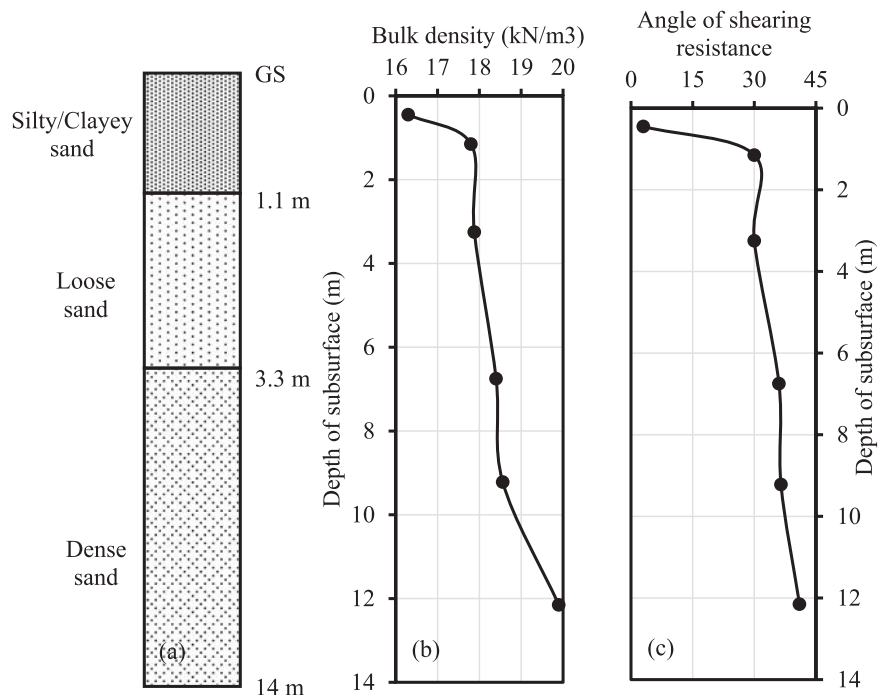 GS
Silty/Clayey
sand
1.1 m
Loose
sand
3.3 m
Dense
sand
(a)
14 m
Bulk density (kN/m3)
16 17 18 19 20
0
2
4
6
8
10
12
14
Depth of subsurface (m)
(b)
Angle of shearing
resistance
0 15 30 45
0
2
4
6
8
10
12
14
Depth of subsurface (m)
(c)